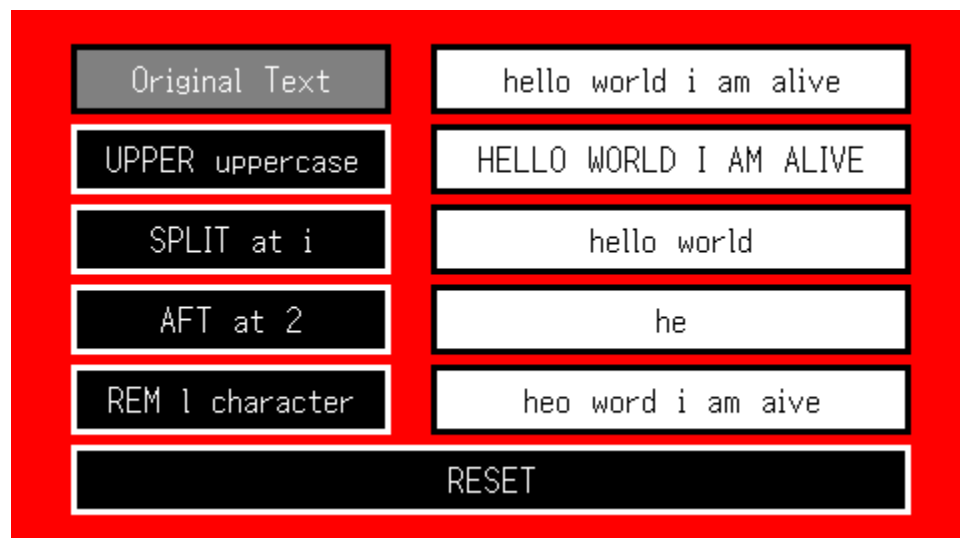 Original Text
hello world i am alive
UPPER uppercase
HELLO WORLD I AM ALIVE
SPLIT at i
hello world
AFT at 2
he
REM l character
heo word i am aive
RESET